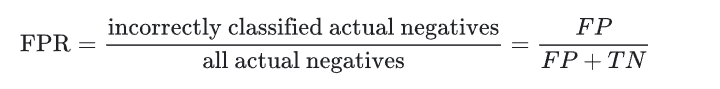 FPR = incorrectly classified actual negatives / all actual negatives = FP / FP + TN